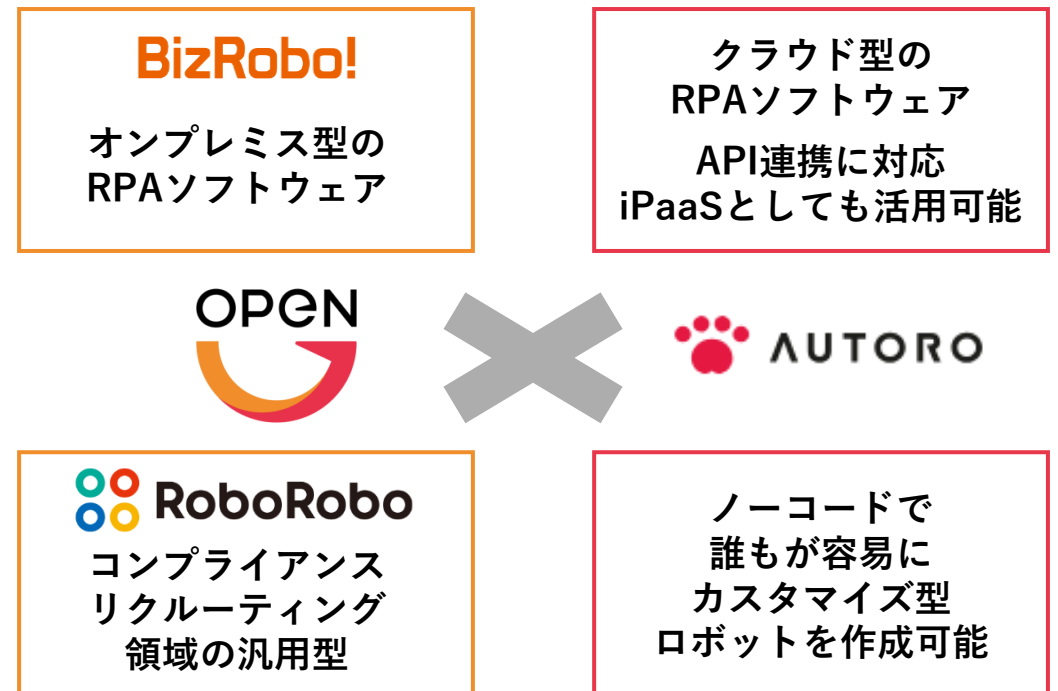 BizRobo!
オンプレミス型の
RPAソフトウェア
クラウド型の
RPAソフトウェア
API連携に対応
iPaaSとしても活用可能
OPEN
AUTORO
RoboRobo
コンプライアンス
リクルーティング
領域の汎用型
ノーコードで
誰もが容易に
カスタマイズ型
ロボットを作成可能